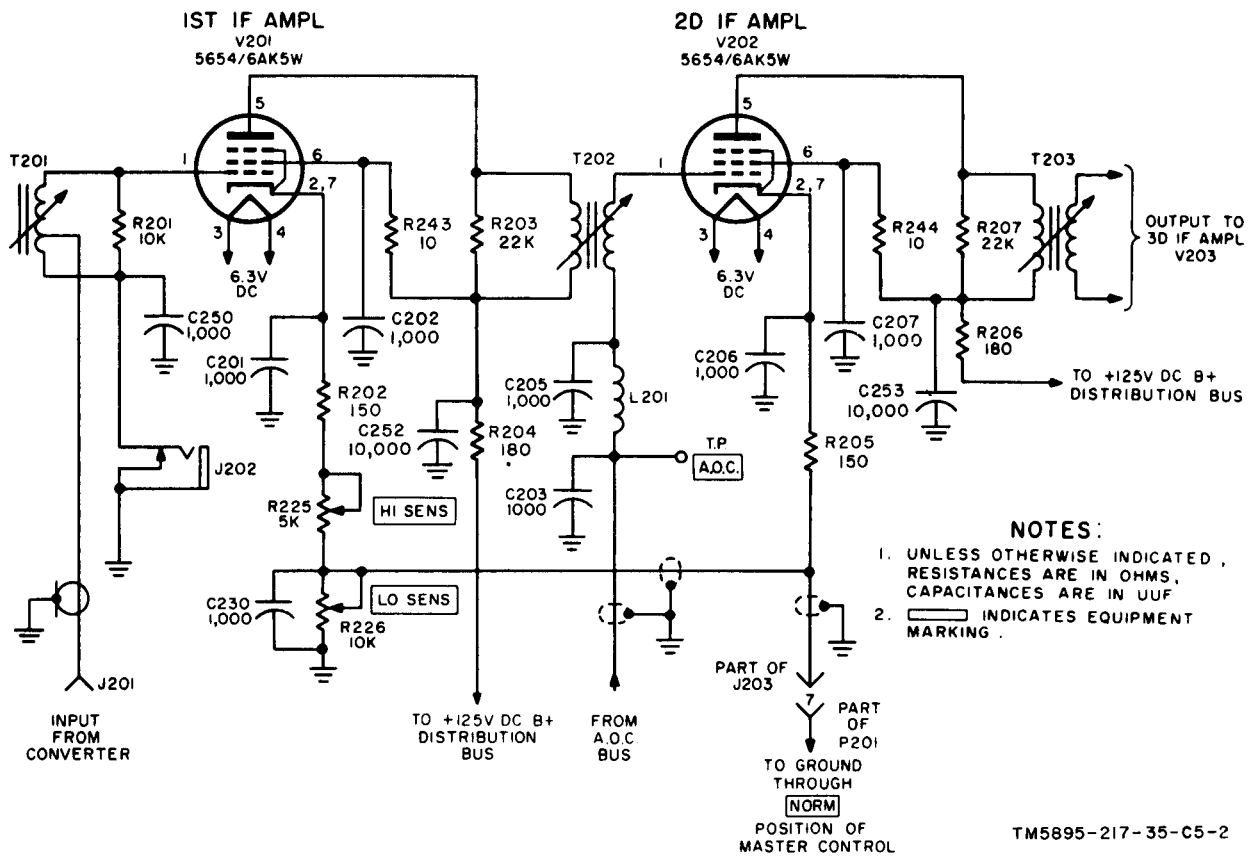 1ST IF AMPL
V201
5654/6AK5W
2D IF AMPL
V202
5654/6AK5W
5
5
T201
1
6
2,7
3
4
6.3V
DC
R201
10K
C250
1,000
J202
J201
INPUT
FROM
CONVERTER
C201
1,000
C202
1,000
R202
150
R225
5K
HI SENS
C230
1,000
R226
10K
LO SENS
R243
10
R203
22K
C252
10,000
R204
180
TO +125V DC B+
DISTRIBUTION
BUS
T202
1
6
2,7
3
4
6.3V
DC
C205
1,000
L201
T.P
A.O.C.
C203
1000
FROM
A.O.C.
BUS
C206
1,000
C207
1,000
R205
150
R244
10
R207
22K
T203
OUTPUT TO
3D IF AMPL
V203
R206
180
C253
10,000
TO +125V DC B+
DISTRIBUTION BUS
NOTES:
1. UNLESS OTHERWISE INDICATED,
RESISTANCES ARE IN OHMS,
CAPACITANCES ARE IN UUF
2. INDICATES EQUIPMENT
MARKING.
PART OF
J203
7
PART
OF
P201
TO GROUND
THROUGH
NORM
POSITION OF
MASTER CONTROL
TM5895-217-35-C5-2